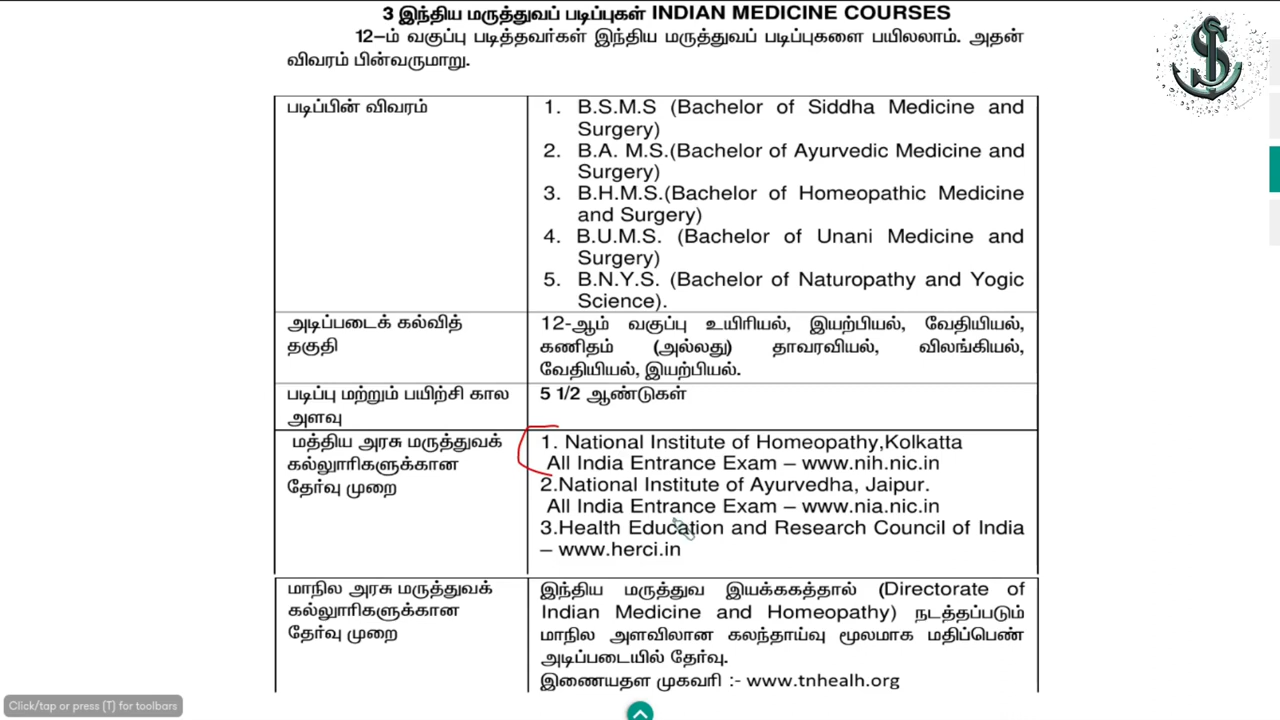 3 இந்திய மருத்துவப் படிப்புகள் INDIAN MEDICINE COURSES
12–ம் வகுப்பு படித்தவர்கள் இந்திய மருத்துவப் படிப்புகளை பயிலலாம். அதன்
விவரம் பின்வருமாறு.
படிப்பின் விவரம்
1. B.S.M.S (Bachelor of Siddha Medicine and
Surgery)
2. B.A. M.S.(Bachelor of Ayurvedic Medicine and
Surgery)
3. B.H.M.S.(Bachelor of Homeopathic Medicine
and Surgery)
4. B.U.M.S. (Bachelor of Unani Medicine and
Surgery)
5. B.N.Y.S. (Bachelor of Naturopathy and Yogic
Science).
அடிப்படைக் கல்வித்
தகுதி
12-ஆம் வகுப்பு உயிரியல், இயற்பியல், வேதியியல்,
கணிதம் (அல்லது) தாவரவியல், விலங்கியல்,
வேதியியல், இயற்பியல்.
படிப்பு மற்றும் பயிற்சி கால
அளவு
5 1/2 ஆண்டுகள்
மத்திய அரசு மருத்துவக்
கல்லூரிகளுக்கான
தேர்வு முறை
1. National Institute of Homeopathy,Kolkatta
All India Entrance Exam – www.nih.nic.in
2.National Institute of Ayurvedha, Jaipur.
All India Entrance Exam – www.nia.nic.in
3.Health Education and Research Council of India
– www.herci.in
மாநில அரசு மருத்துவக்
கல்லூரிகளுக்கான
தேர்வு முறை
இந்திய மருத்துவ இயக்ககத்தால் (Directorate of
Indian Medicine and Homeopathy) நடத்தப்படும்
மாநில அளவிலான கலந்தாய்வு மூலமாக மதிப்பெண்
அடிப்படையில் தேர்வு.
இணையதள முகவரி :- www.tnhealh.org
Click/tap or press (T) for toolbars